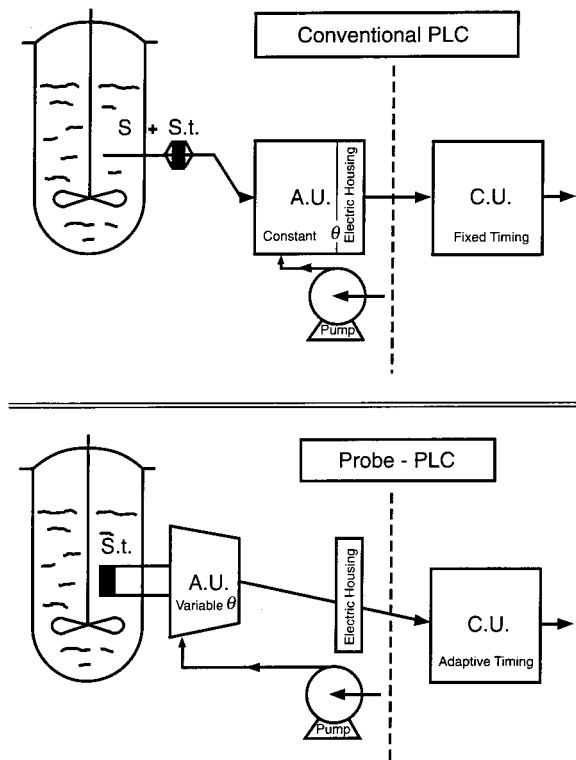 Conventional PLC
S + S.t.
A.U.
Constant θ
Electric Housing
C.U.
Fixed Timing
Pump
Probe - PLC
S.t.
A.U.
Variable θ
Electric Housing
C.U.
Adaptive Timing
Pump